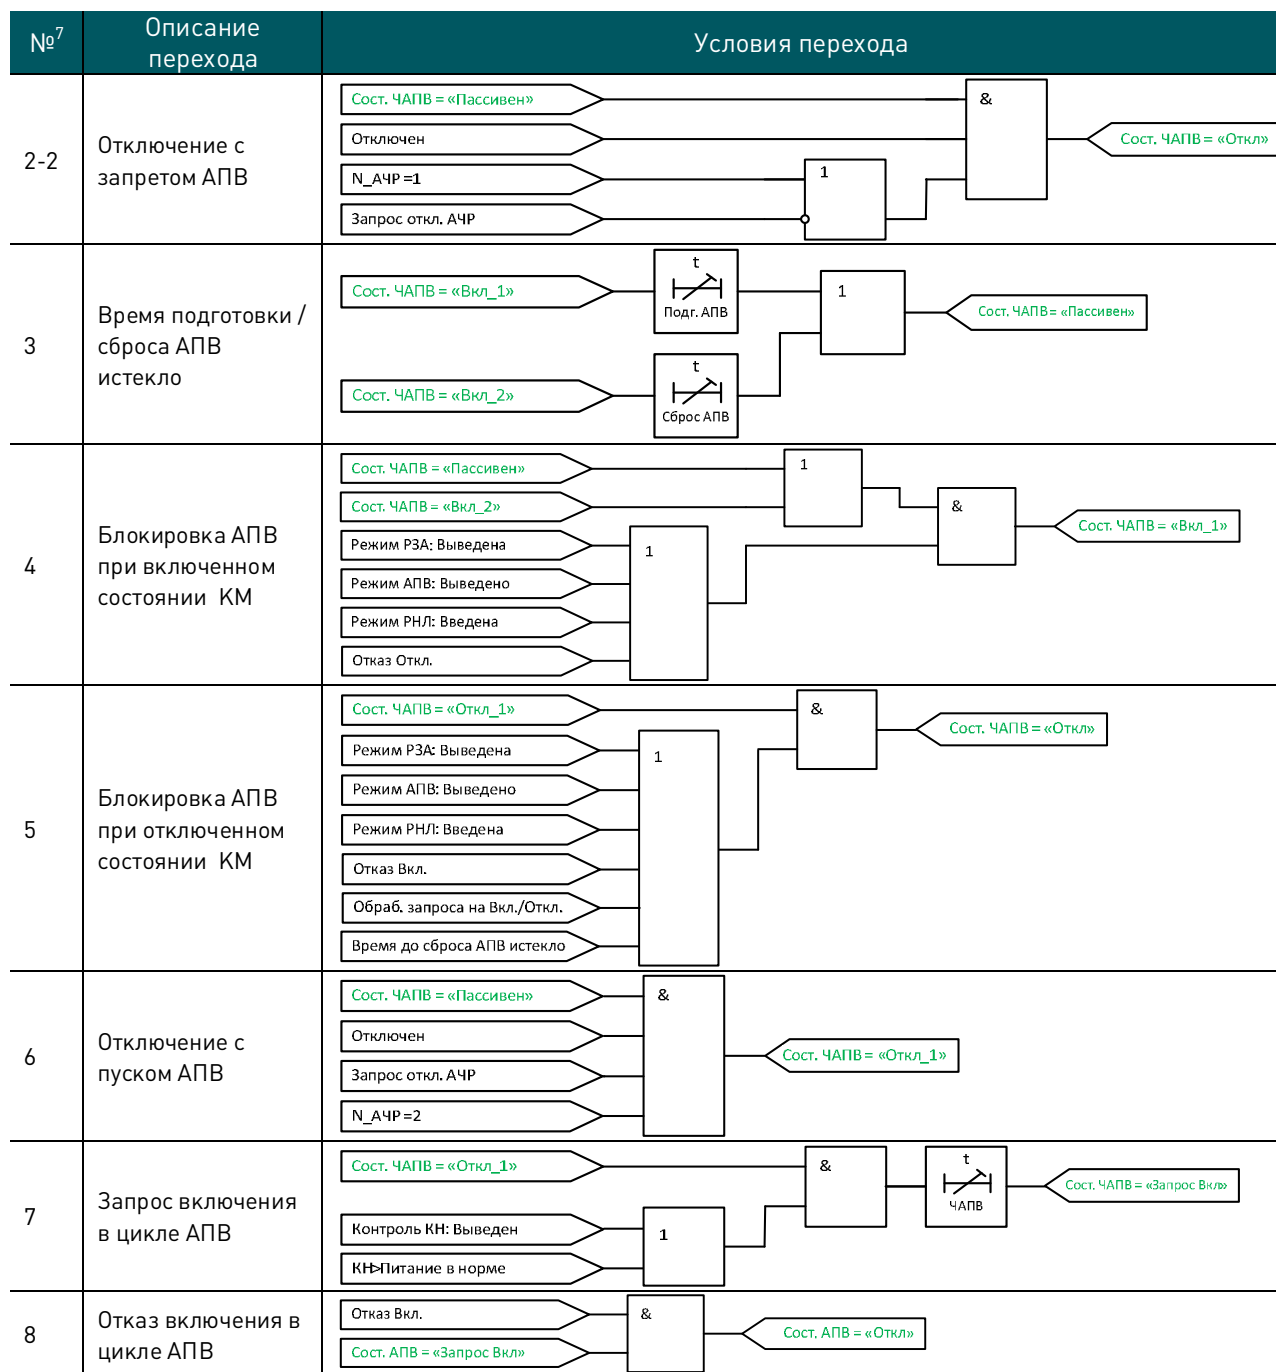 №7
Описание перехода
Условия перехода
2-2
Отключение с
запретом АПВ
Сост. ЧАПВ = «Пассивен»
Отключен
N_АЧР =1
Запрос откл. АЧР
1
&
Сост. ЧАПВ = «Откл»
3
Время подготовки /
сброса АПВ
истекло
Сост. ЧАПВ = «Вкл_1»
t
Подг. АПВ
Сост. ЧАПВ = «Вкл_2»
t
Сброс АПВ
1
Сост. ЧАПВ = «Пассивен»
4
Блокировка АПВ
при включенном
состоянии КМ
Сост. ЧАПВ = «Пассивен»
Сост. ЧАПВ = «Вкл_2»
Режим РЗА: Выведена
Режим АПВ: Выведено
Режим РНЛ: Введена
Отказ Откл.
1
1
&
Сост. ЧАПВ = «Вкл_1»
5
Блокировка АПВ
при отключенном
состоянии КМ
Сост. ЧАПВ = «Откл_1»
Режим РЗА: Выведена
Режим АПВ: Выведено
Режим РНЛ: Введена
Отказ Вкл.
Обраб. запроса на Вкл./Откл.
Время до сброса АПВ истекло
1
&
Сост. ЧАПВ = «Откл»
6
Отключение с
пуском АПВ
Сост. ЧАПВ = «Пассивен»
Отключен
Запрос откл. АЧР
N_АЧР =2
&
Сост. ЧАПВ = «Откл_1»
7
Запрос включения
в цикле АПВ
Сост. ЧАПВ = «Откл_1»
Контроль КН: Выведен
КН>Питание в норме
1
&
t
ЧАПВ
Сост. ЧАПВ = «Запрос Вкл»
8
Отказ включения в
цикле АПВ
Отказ Вкл.
Сост. АПВ = «Запрос Вкл»
&
Сост. АПВ = «Откл»